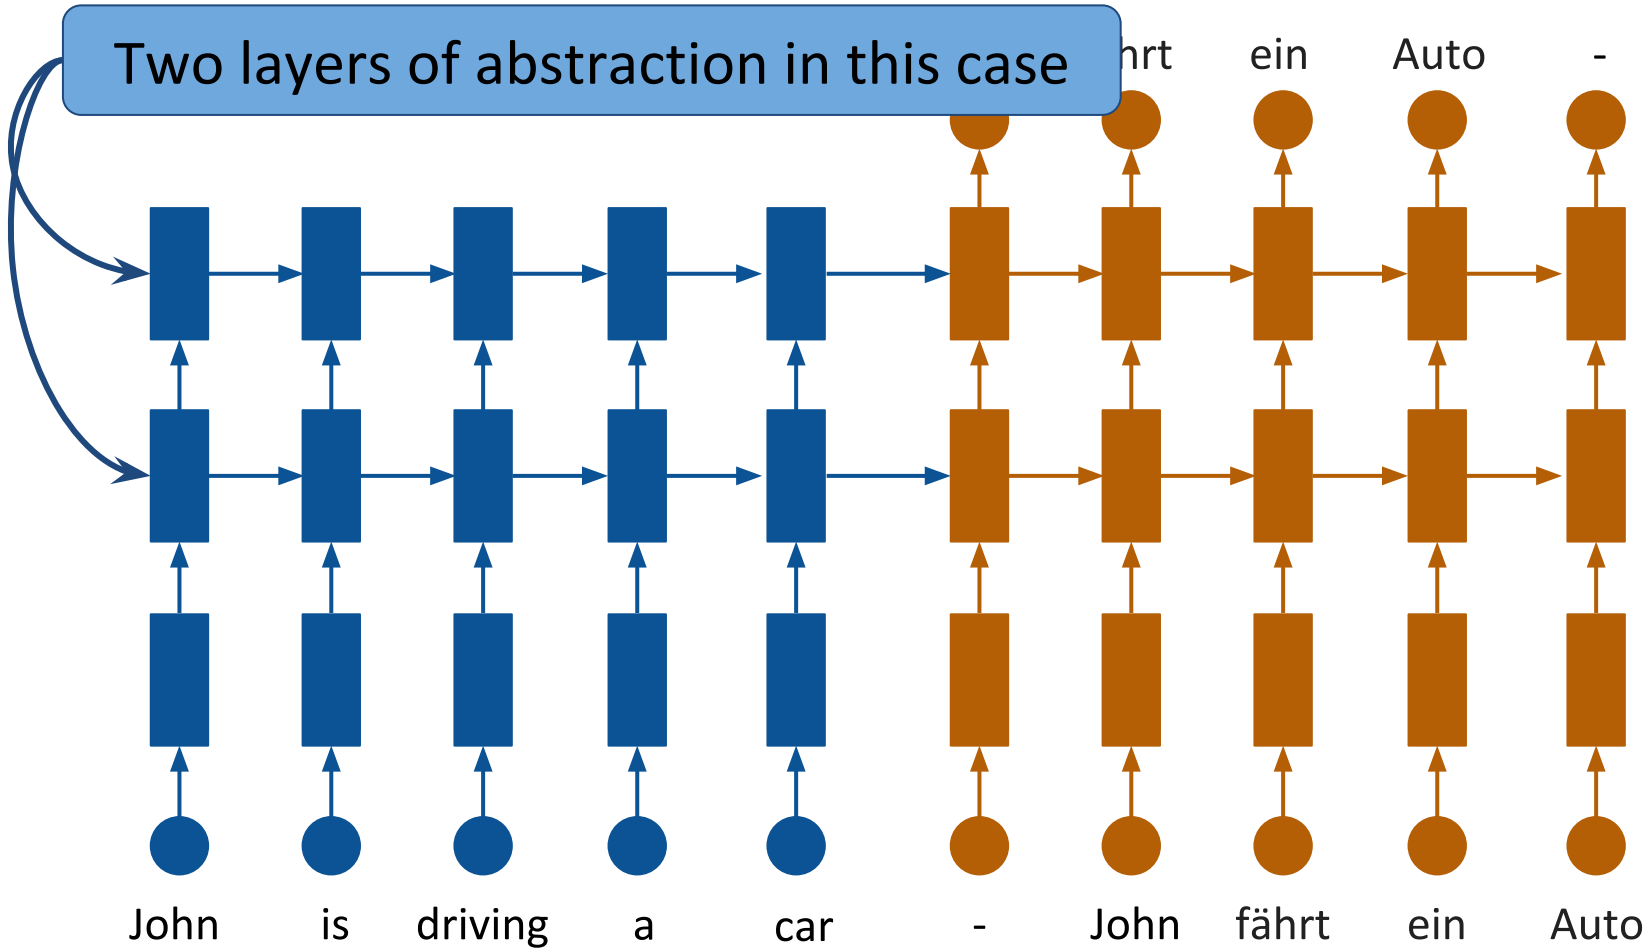 Two layers of abstraction in this case
hrt ein Auto -
John is driving a car - John fährt ein Auto